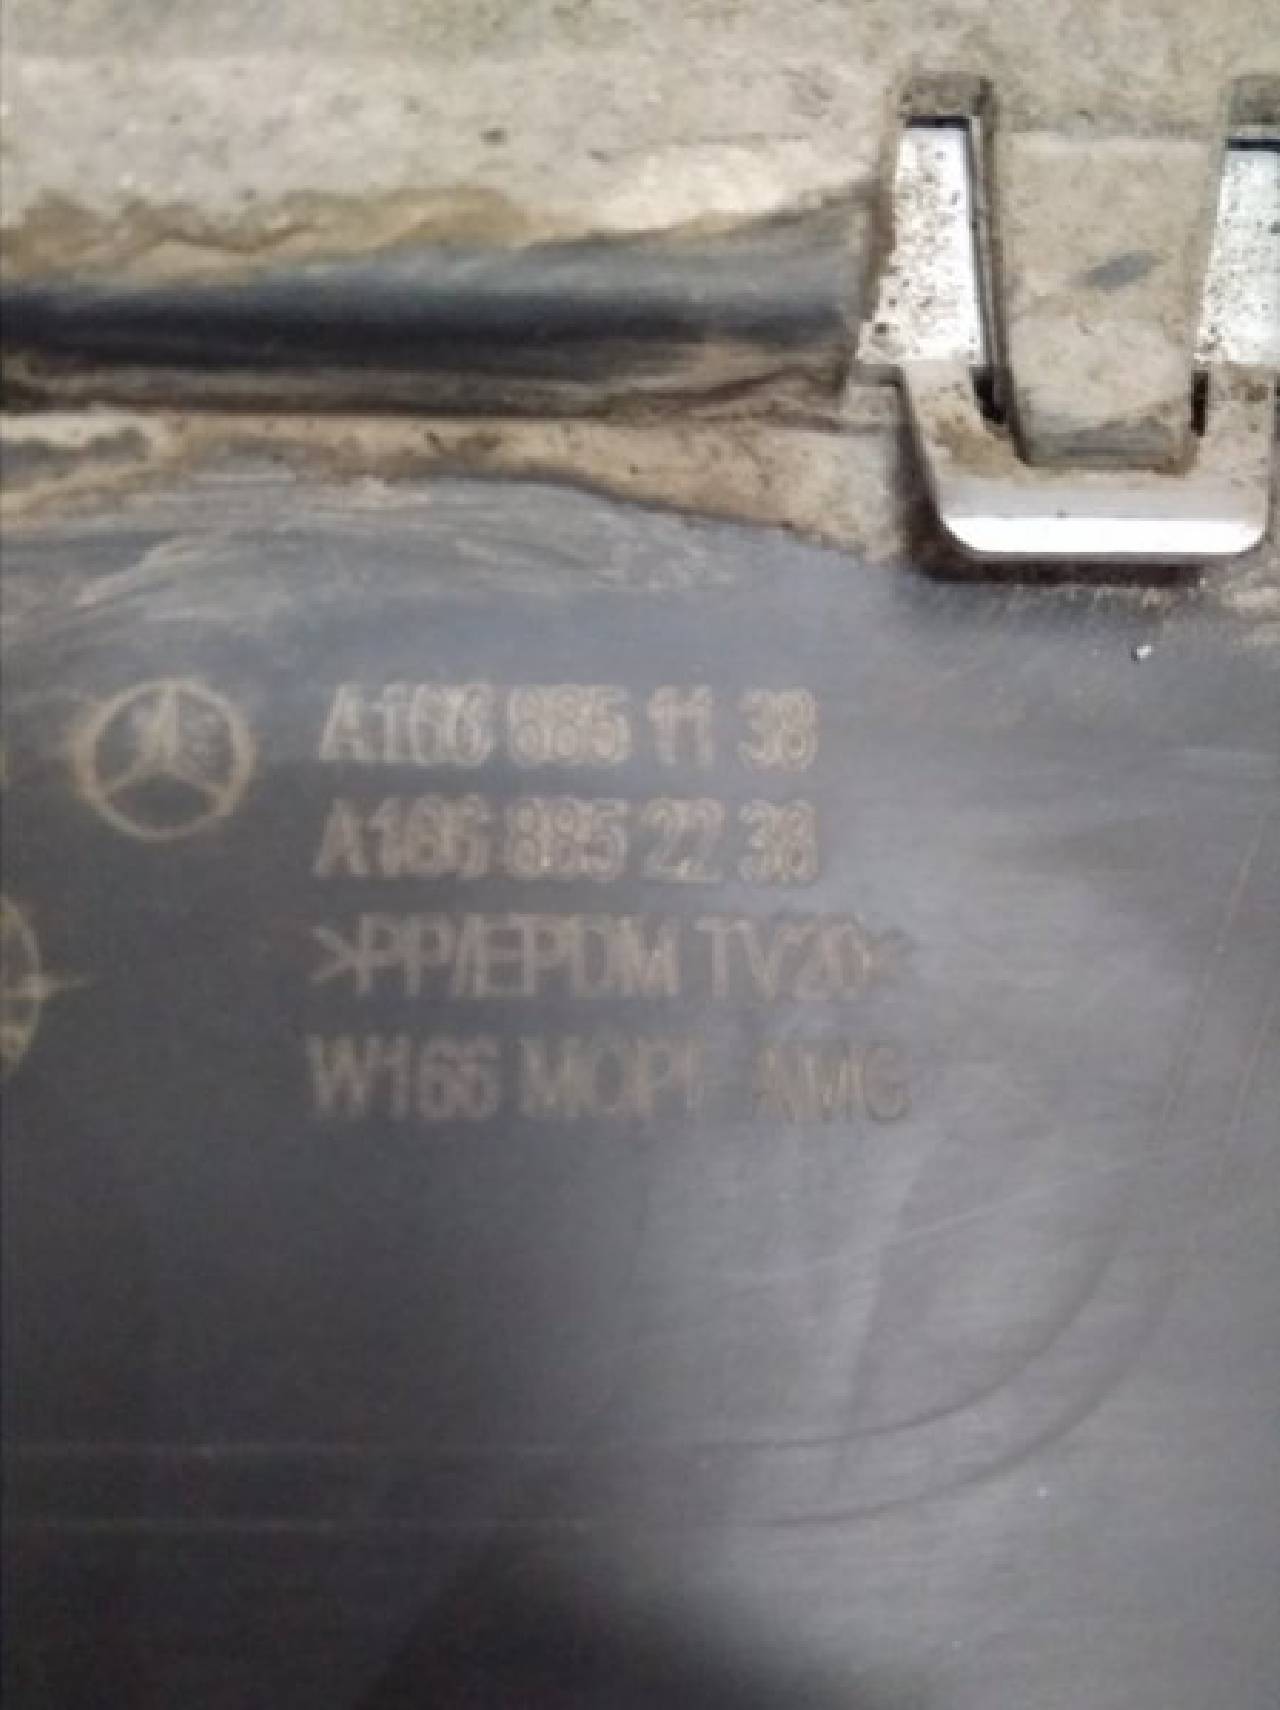 A166 885 11 38
A166 885 22 38
>PP/EPDM TV20<
W166 MOPF AMG